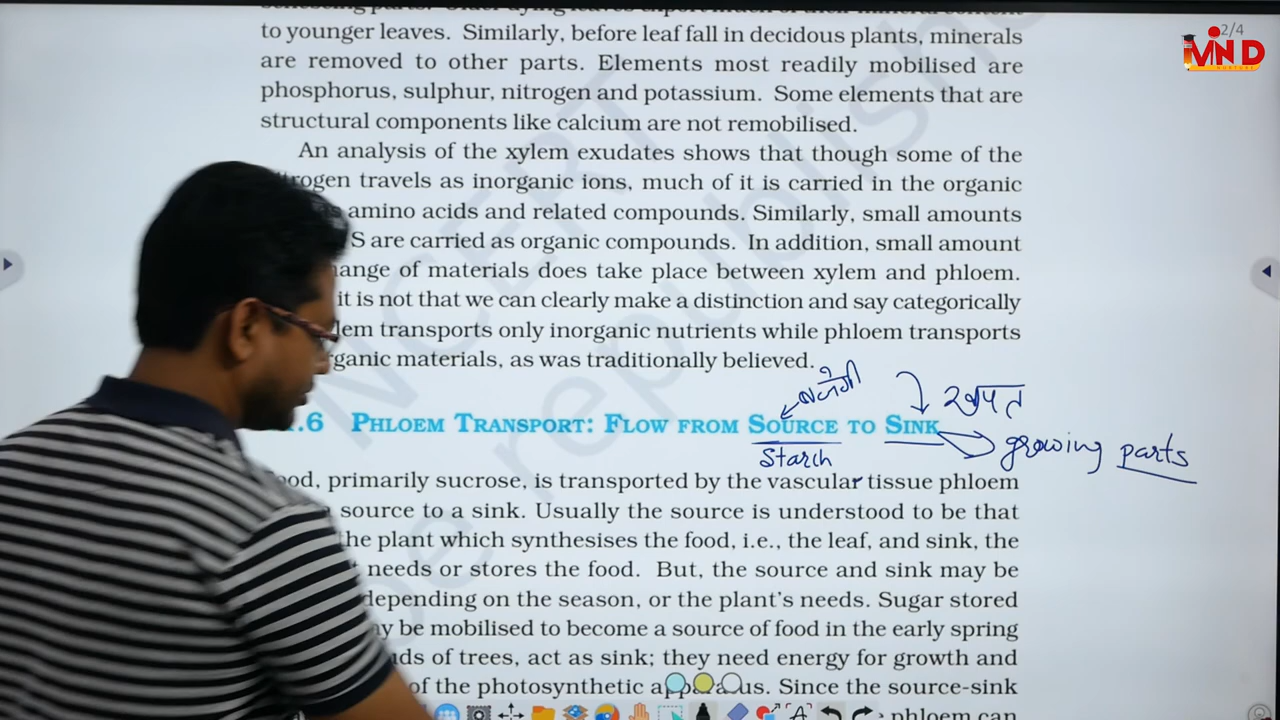 2/4
MVND
to younger leaves. Similarly, before leaf fall in decidous plants, minerals
are removed to other parts. Elements most readily mobilised are
phosphorus, sulphur, nitrogen and potassium. Some elements that are
structural components like calcium are not remobilised.
An analysis of the xylem exudates shows that though some of the
rogen travels as inorganic ions, much of it is carried in the organic
amino acids and related compounds. Similarly, small amounts
S are carried as organic compounds. In addition, small amount
ange of materials does take place between xylem and phloem.
it is not that we can clearly make a distinction and say categorically
lem transports only inorganic nutrients while phloem transports
ganic materials, as was traditionally believed.
.6 PHLOEM TRANSPORT: FLOW FROM SOURCE TO SINK
growing parts
Starch
ood, primarily sucrose, is transported by the vascular tissue phloem
source to a sink. Usually the source is understood to be that
he plant which synthesises the food, i.e., the leaf, and sink, the
needs or stores the food. But, the source and sink may be
depending on the season, or the plant's needs. Sugar stored
y be mobilised to become a source of food in the early spring
ds of trees, act as sink; they need energy for growth and
of the photosynthetic us. Since the source-sink
phloem can